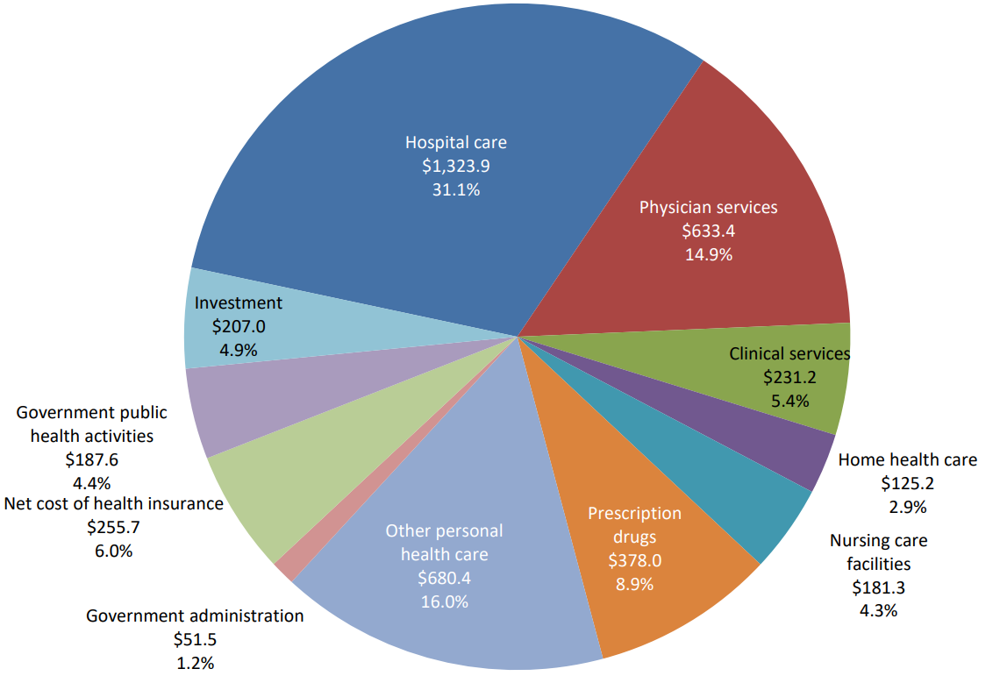 Hospital care
$1,323.9
31.1%
Physician services
$633.4
14.9%
Clinical services
$231.2
5.4%
Home health care
$125.2
2.9%
Nursing care
facilities
$181.3
4.3%
Prescription
drugs
$378.0
8.9%
Other personal
health care
$680.4
16.0%
Government administration
$51.5
1.2%
Net cost of health insurance
$255.7
6.0%
Government public
health activities
$187.6
4.4%
Investment
$207.0
4.9%